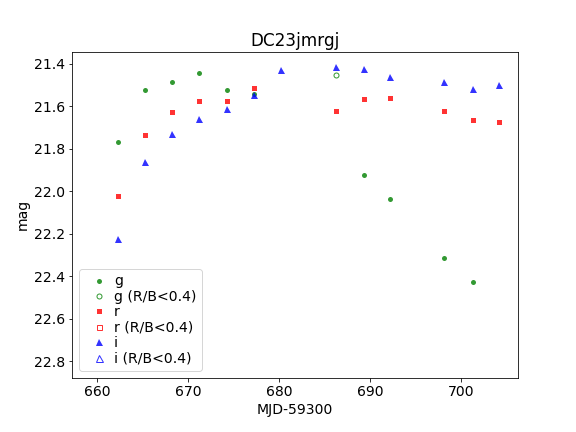 DC23jmrgj
21.4
21.6
21.8
22.0
22.2
22.4
22.6
22.8
mag
g
g (R/B<0.4)
r
r (R/B<0.4)
i
i (R/B<0.4)
660 670 680 690 700
MJD-59300